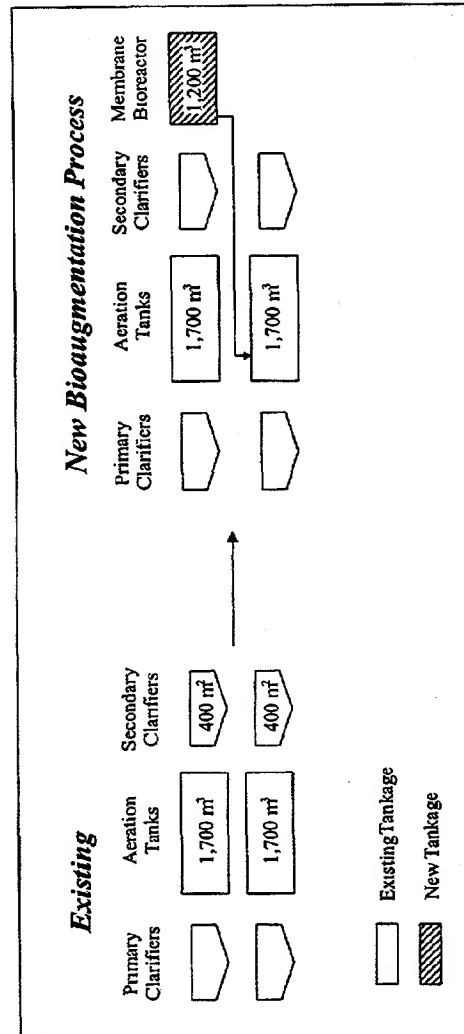 Existing
Primary
Clarifiers
Aeration
Tanks
Secondary
Clarifiers
1,700 m³
400 m²
1,700 m³
400 m²
New Bioaugmentation Process
Primary
Clarifiers
Aeration
Tanks
Secondary
Clarifiers
Membrane
Bioreactor
1,700 m³
1,200 m³
1,700 m³
Existing Tankage
New Tankage